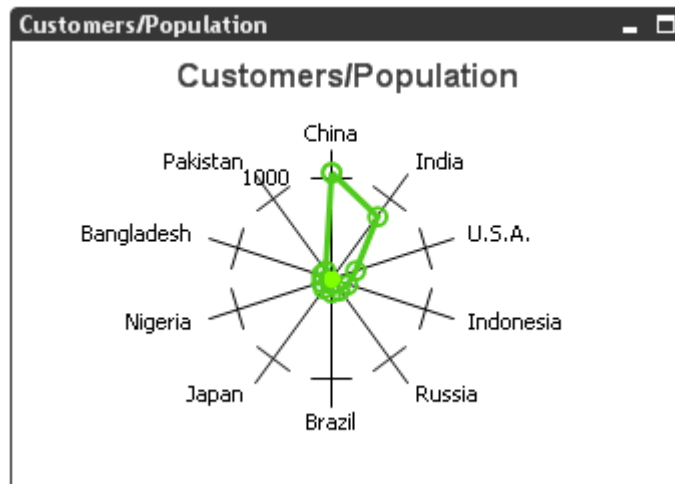 Customers/Population
Customers/Population
China
Pakistan
India
1000
Bangladesh
U.S.A.
Nigeria
Indonesia
Japan
Russia
Brazil